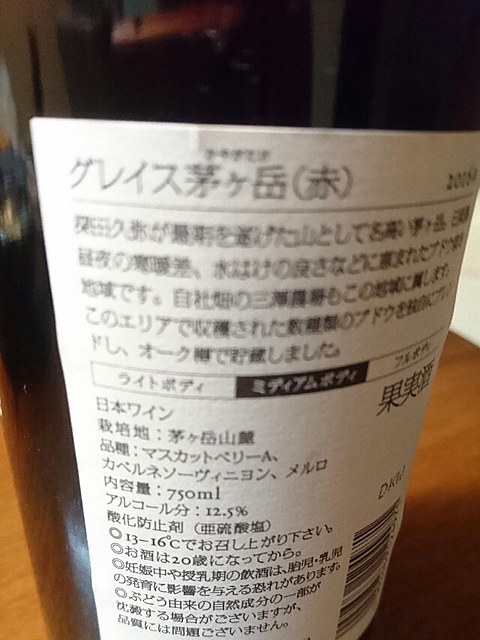 かやがたけ
グレイス茅ヶ岳（赤）
深田久弥が最期を遂げた山として名高い茅ヶ岳。日照
昼夜の寒暖差、水はけの良さなどに恵まれたブドウ
地域です。自社畑の三澤農場もこの地域に属します。
このエリアで収穫された数種類のブドウを独自にブレン
ドし、オーク樽で貯蔵しました。
ライトボディ ミディアムボディ フルボディ
果実酒
日本ワイン
栽培地：茅ヶ岳山麓
品種：マスカットベリーA、
カベルネソーヴィニヨン、メルロ
内容量：750ml
アルコール分：12.5%
酸化防止剤（亜硫酸塩）
◎13-16℃でお召し上がり下さい。
◎お酒は20歳になってから。
◎妊娠中や授乳期の飲酒は、胎児・乳児
の発育に影響を与える恐れがあります。
◎ぶどう由来の自然成分の一部が
沈澱する場合がございますが、
品質には問題ございません。